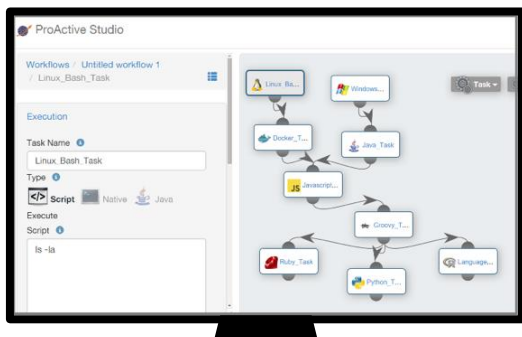 ProActive Studio
Workflows / Untitled workflow 1
/ Linux_Bash_Task
Execution
Task Name
Linux_Bash_Task
Type
</> Script Native Java
Execute
Script
ls -la
Linux_Ba...
Windows...
Task
Docker_T...
Java_Task
JS Javascript...
Groovy_T...
Ruby_Task
Python_T...
R Language...